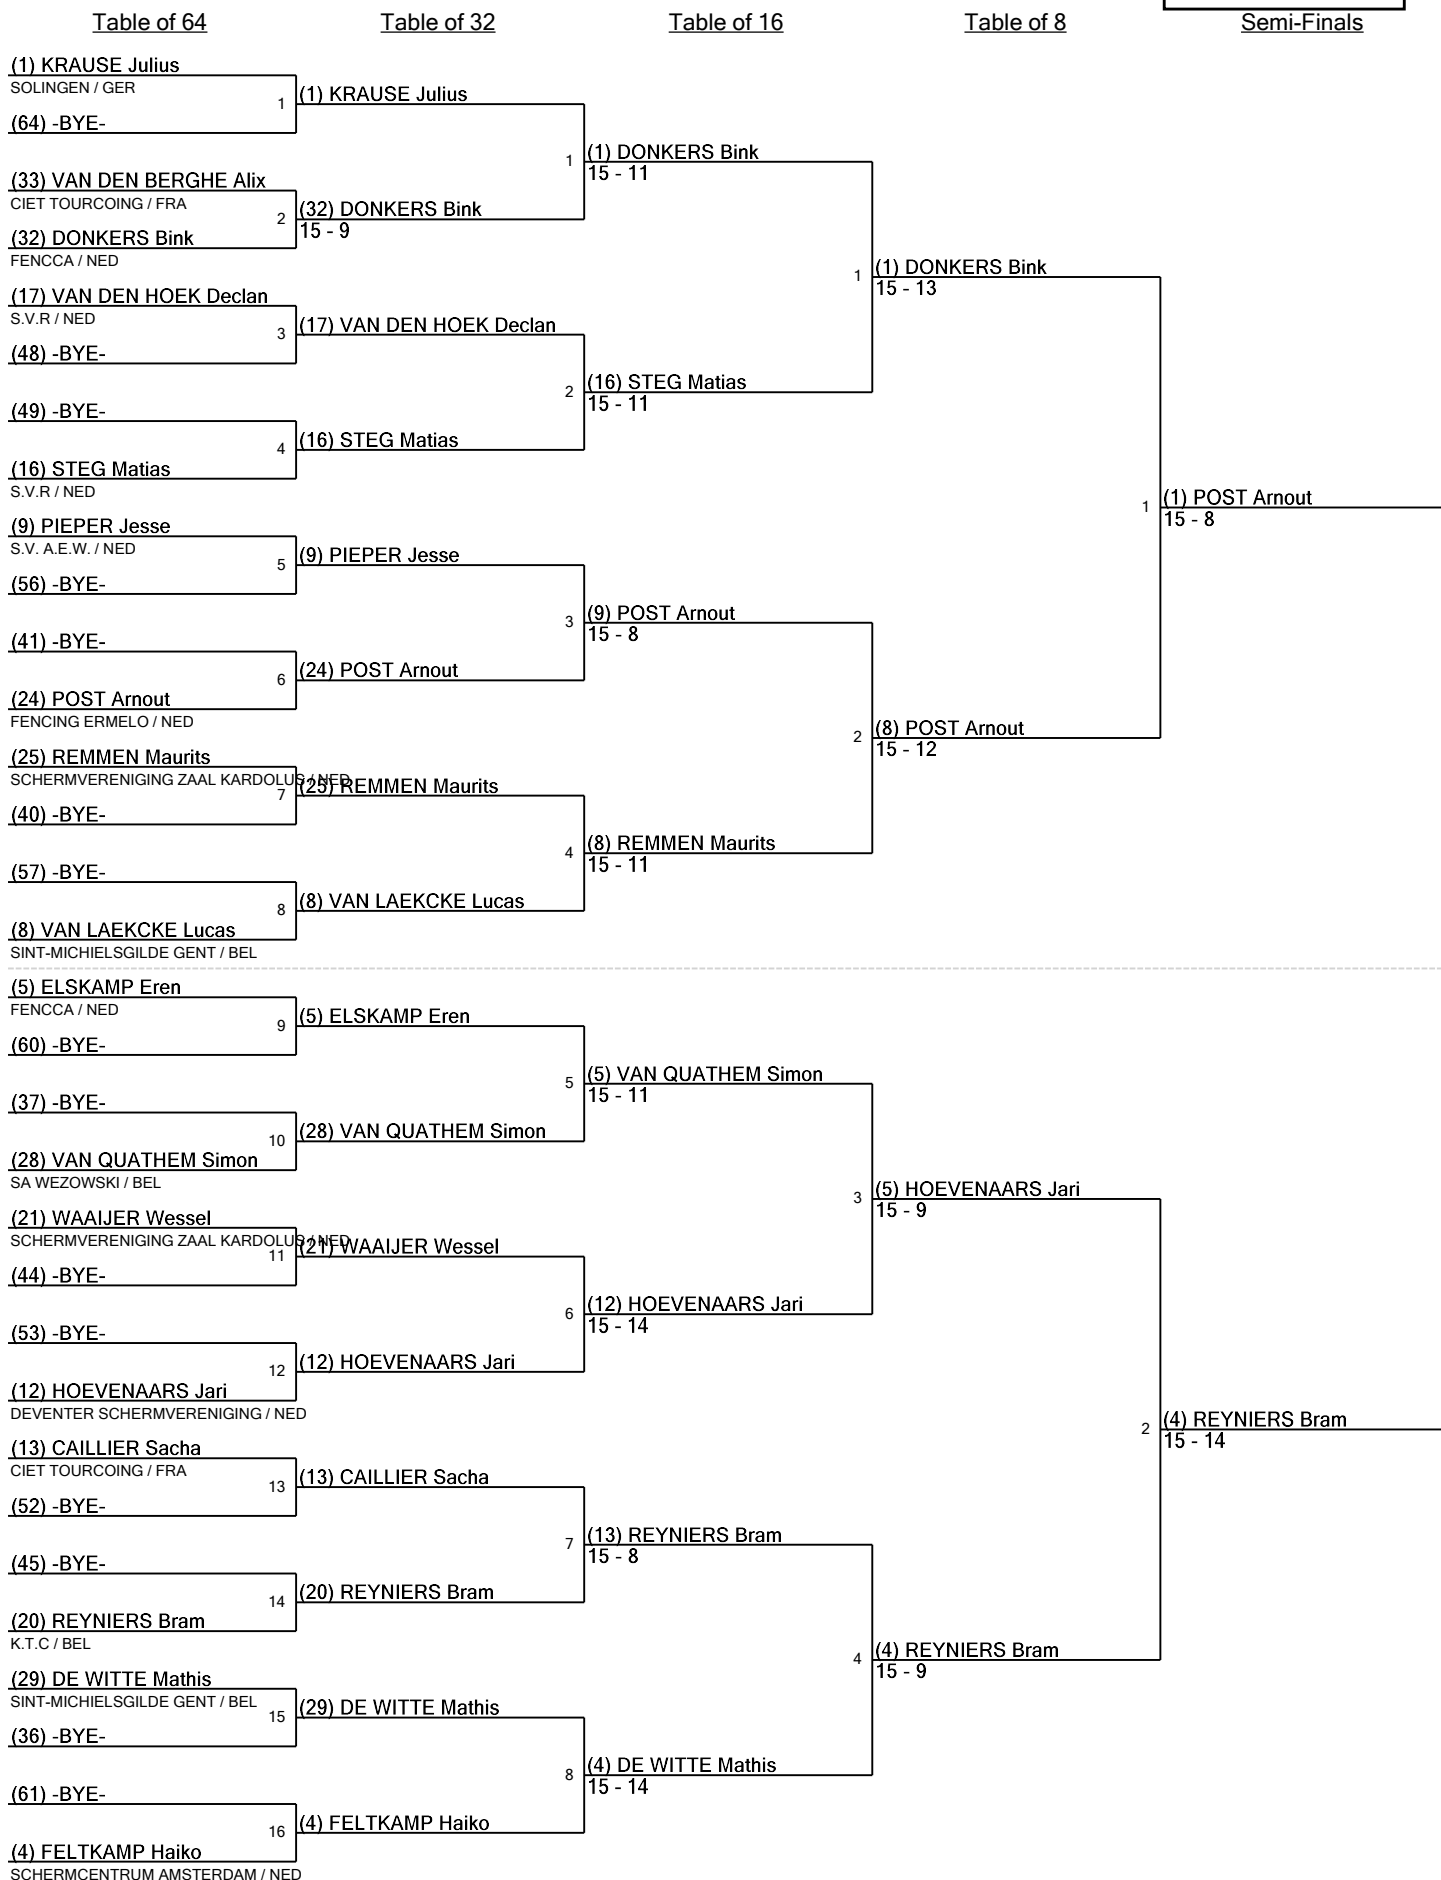 Table of 64
Table of 32
Table of 16
Table of 8
Semi-Finals
(1) KRAUSE Julius
SOLINGEN / GER
1
(64) -BYE-
(33) VAN DEN BERGHE Alix
CIET TOURCOING / FRA
2
(32) DONKERS Bink
FENCCA / NED
(17) VAN DEN HOEK Declan
S.V.R / NED
3
(48) -BYE-
(49) -BYE-
4
(16) STEG Matias
S.V.R / NED
(9) PIEPER Jesse
S.V. A.E.W. / NED
5
(56) -BYE-
(41) -BYE-
6
(24) POST Arnout
FENCING ERMELO / NED
(25) REMMEN Maurits
SCHERMVERENIGING ZAAL KARDOLUS / NED
7
(40) -BYE-
(57) -BYE-
8
(8) VAN LAEKCKE Lucas
SINT-MICHIELSGILDE GENT / BEL
(5) ELSKAMP Eren
FENCCA / NED
9
(60) -BYE-
(37) -BYE-
10
(28) VAN QUATHEM Simon
SA WEZOWSKI / BEL
(21) WAAIJER Wessel
SCHERMVERENIGING ZAAL KARDOLUS / NED
11
(44) -BYE-
(53) -BYE-
12
(12) HOEVENAARS Jari
DEVENTER SCHERMVERENIGING / NED
(13) CAILLIER Sacha
CIET TOURCOING / FRA
13
(52) -BYE-
(45) -BYE-
14
(20) REYNIERS Bram
K.T.C / BEL
(29) DE WITTE Mathis
SINT-MICHIELSGILDE GENT / BEL
15
(36) -BYE-
(61) -BYE-
16
(4) FELTKAMP Haiko
SCHERMCENTRUM AMSTERDAM / NED
(1) KRAUSE Julius
1
(32) DONKERS Bink
15 - 9
(17) VAN DEN HOEK Declan
2
(16) STEG Matias
(9) PIEPER Jesse
3
(24) POST Arnout
(25) REMMEN Maurits
4
(8) VAN LAEKCKE Lucas
(5) ELSKAMP Eren
5
(28) VAN QUATHEM Simon
(21) WAAIJER Wessel
6
(12) HOEVENAARS Jari
(13) CAILLIER Sacha
7
(20) REYNIERS Bram
(29) DE WITTE Mathis
8
(4) FELTKAMP Haiko
(1) DONKERS Bink
15 - 11
1
(16) STEG Matias
15 - 11
(9) POST Arnout
15 - 8
2
(8) REMMEN Maurits
15 - 11
(5) VAN QUATHEM Simon
15 - 11
3
(12) HOEVENAARS Jari
15 - 14
(13) REYNIERS Bram
15 - 8
4
(4) DE WITTE Mathis
15 - 14
(1) DONKERS Bink
15 - 13
1
(8) POST Arnout
15 - 12
(5) HOEVENAARS Jari
15 - 9
2
(4) REYNIERS Bram
15 - 9
(1) POST Arnout
15 - 8
(4) REYNIERS Bram
15 - 14